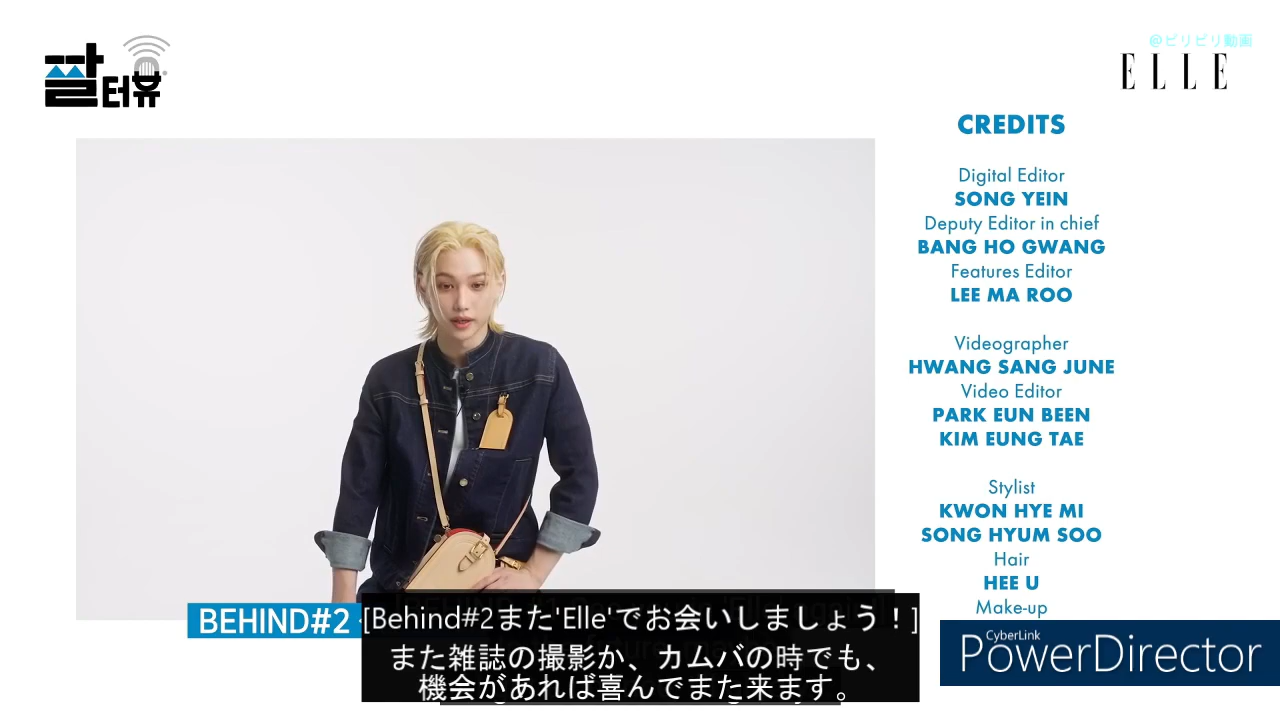 짤터뷰
@ビリビリ動画
ELLE
CREDITS
Digital Editor
SONG YEIN
Deputy Editor in chief
BANG HO GWANG
Features Editor
LEE MA ROO
Videographer
HWANG SANG JUNE
Video Editor
PARK EUN BEEN
KIM EUNG TAE
Stylist
KWON HYE MI
SONG HYUM SOO
Hair
HEE U
Make-up
BEHIND#2
[Behind#2また'Elle'でお会いしましょう！]
また雑誌の撮影か、カムバの時でも、
機会があれば喜んでまた来ます。
CyberLink
PowerDirector